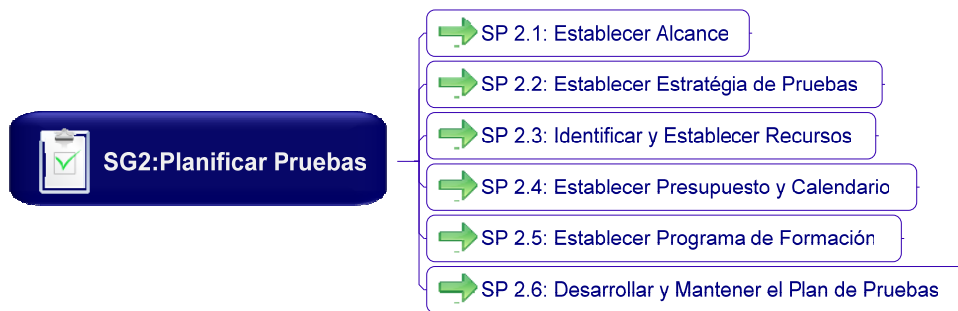 SG2:Planificar Pruebas
SP 2.1: Establecer Alcance
SP 2.2: Establecer Estratégia de Pruebas
SP 2.3: Identificar y Establecer Recursos
SP 2.4: Establecer Presupuesto y Calendario
SP 2.5: Establecer Programa de Formación
SP 2.6: Desarrollar y Mantener el Plan de Pruebas